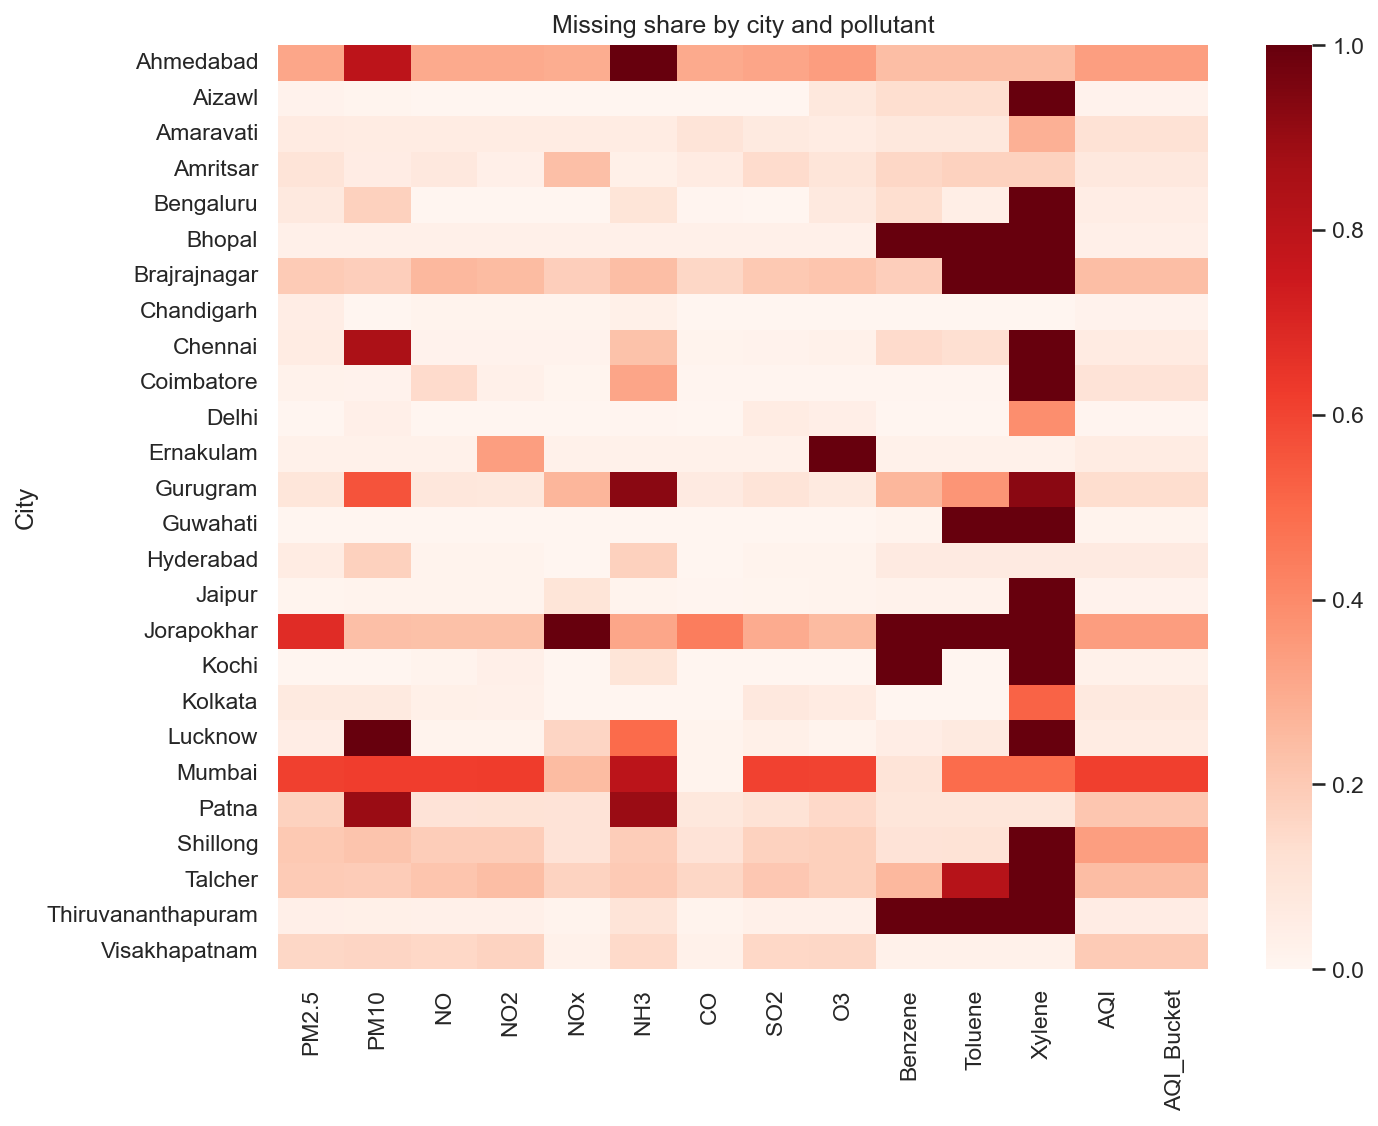 Missing share by city and pollutant
City
Ahmedabad
Aizawl
Amaravati
Amritsar
Bengaluru
Bhopal
Brajrajnagar
Chandigarh
Chennai
Coimbatore
Delhi
Ernakulam
Gurugram
Guwahati
Hyderabad
Jaipur
Jorapokhar
Kochi
Kolkata
Lucknow
Mumbai
Patna
Shillong
Talcher
Thiruvananthapuram
Visakhapatnam
PM2.5
PM10
NO
NO2
NOx
NH3
CO
SO2
O3
Benzene
Toluene
Xylene
AQI
AQI_Bucket
1.0
0.8
0.6
0.4
0.2
0.0